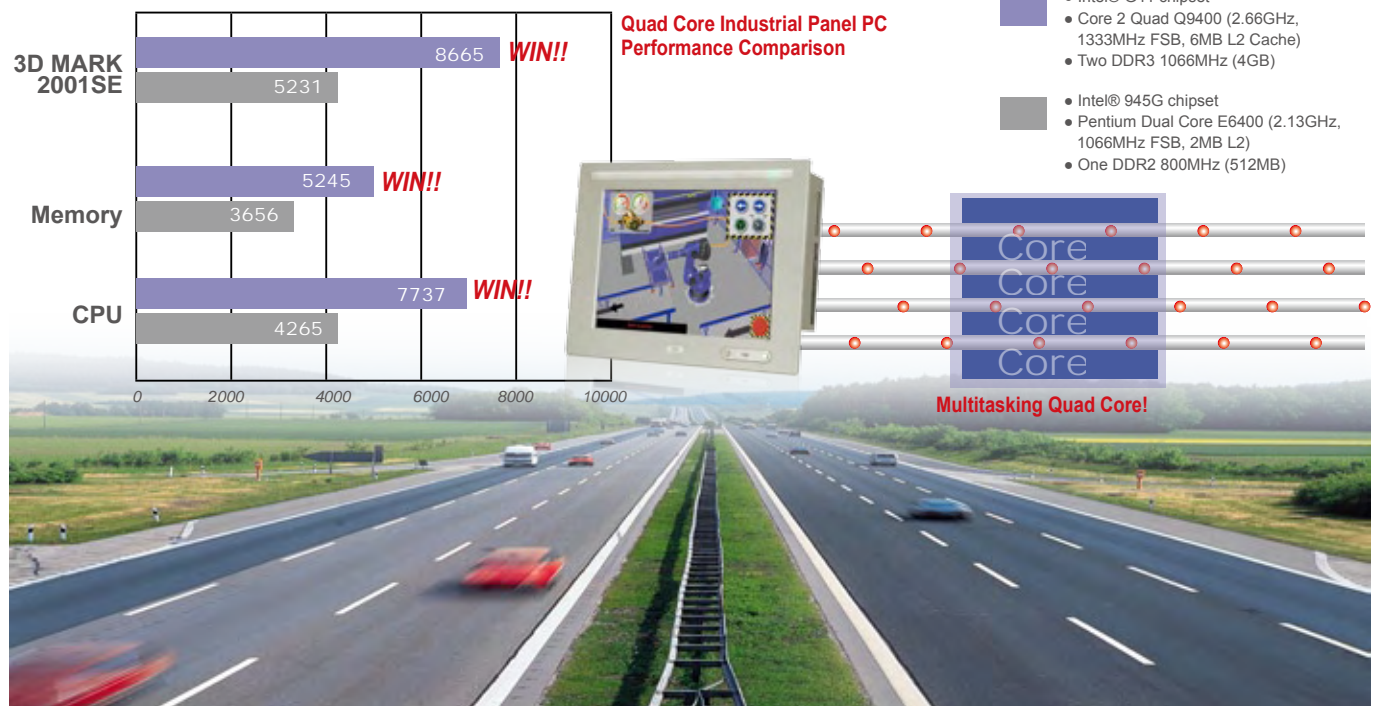 Quad Core Industrial Panel PC
Performance Comparison
3D MARK
2001SE
8665
WIN!!
5231
Memory
5245
WIN!!
3656
CPU
7737
WIN!!
4265
0
2000
4000
6000
8000
10000
● Core 2 Quad Q9400 (2.66GHz,
1333MHz FSB, 6MB L2 Cache)
● Two DDR3 1066MHz (4GB)
● Intel® 945G chipset
● Pentium Dual Core E6400 (2.13GHz,
1066MHz FSB, 2MB L2)
● One DDR2 800MHz (512MB)
Core
Core
Core
Core
Multitasking Quad Core!